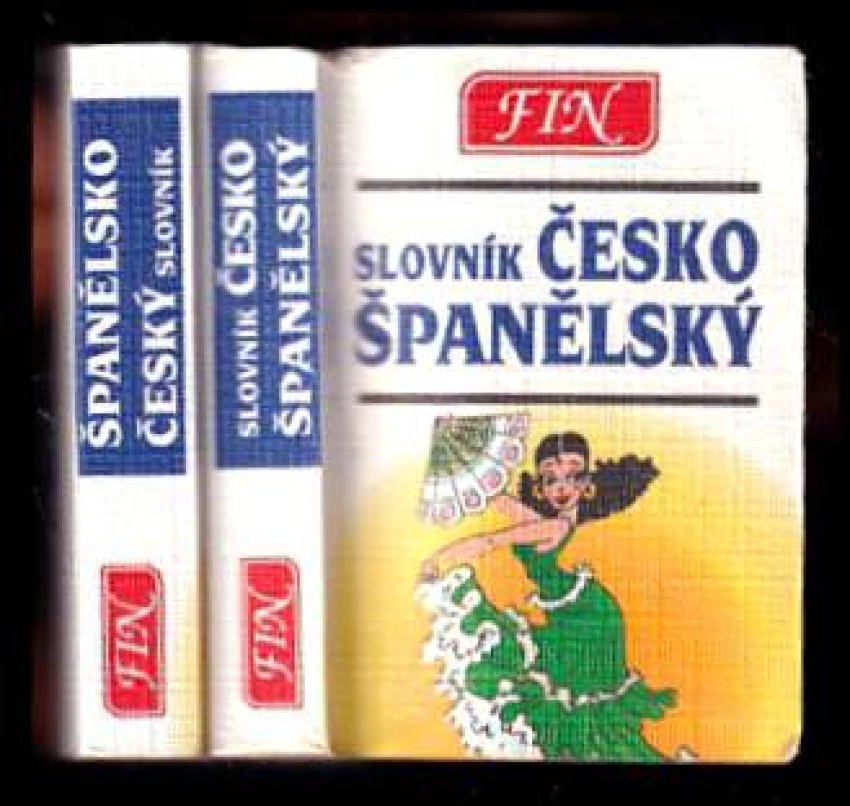 ŠPANĚLSKO
ČESKÝ SLOVNÍK
FIN
SLOVNÍK ČESKO
ŠPANĚLSKÝ
FIN
FIN
SLOVNÍK ČESKO
ŠPANĚLSKÝ